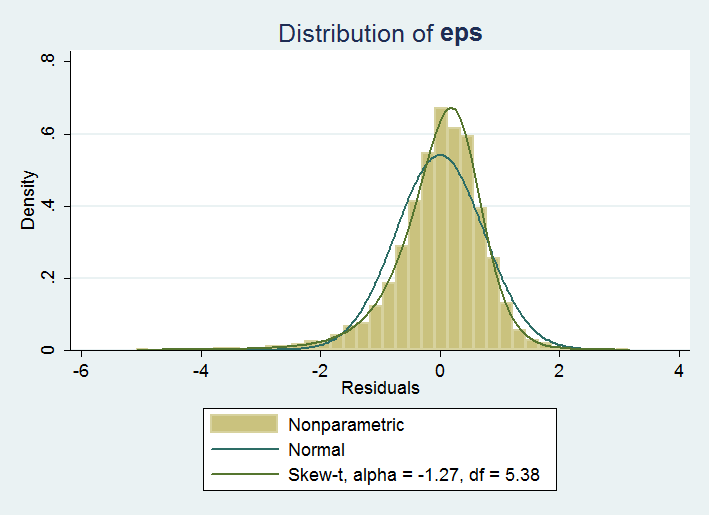 Distribution of eps
Density
.8
.6
.4
.2
0
-6 -4 -2 0 2 4
Residuals
Nonparametric
Normal
Skew-t, alpha = -1.27, df = 5.38